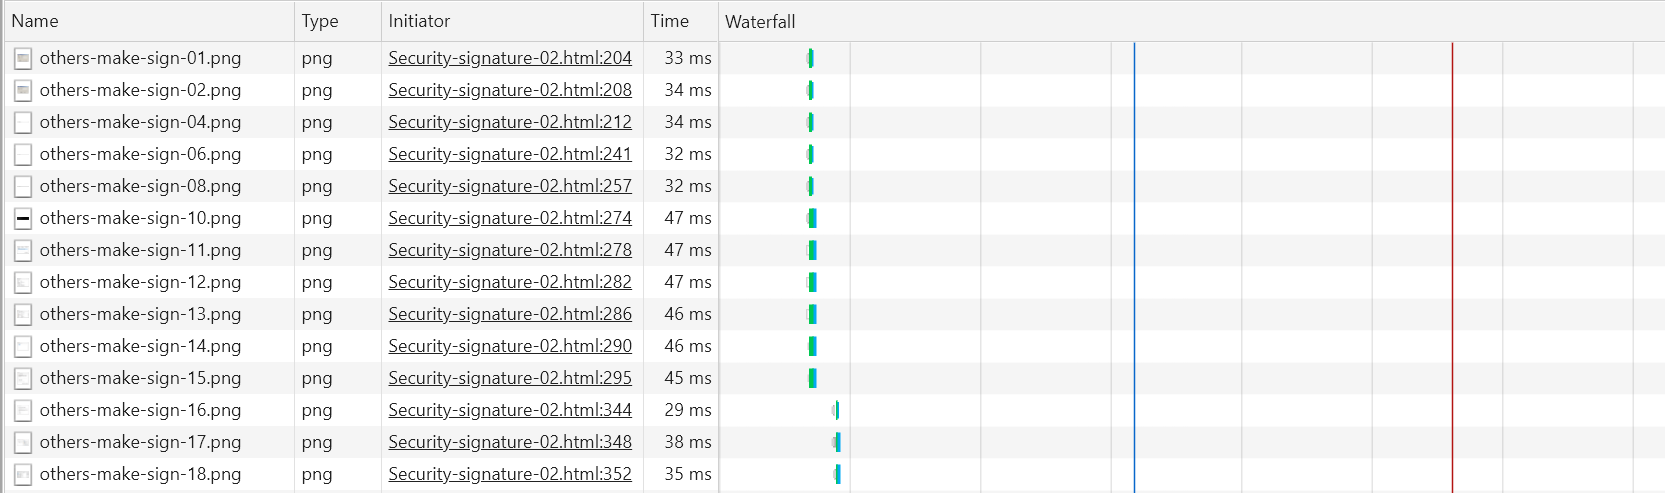 Name Type Initiator Time Waterfall
others-make-sign-01.png png Security-signature-02.html:204 33 ms
others-make-sign-02.png png Security-signature-02.html:208 34 ms
others-make-sign-04.png png Security-signature-02.html:212 34 ms
others-make-sign-06.png png Security-signature-02.html:241 32 ms
others-make-sign-08.png png Security-signature-02.html:257 32 ms
others-make-sign-10.png png Security-signature-02.html:274 47 ms
others-make-sign-11.png png Security-signature-02.html:278 47 ms
others-make-sign-12.png png Security-signature-02.html:282 47 ms
others-make-sign-13.png png Security-signature-02.html:286 46 ms
others-make-sign-14.png png Security-signature-02.html:290 46 ms
others-make-sign-15.png png Security-signature-02.html:295 45 ms
others-make-sign-16.png png Security-signature-02.html:344 29 ms
others-make-sign-17.png png Security-signature-02.html:348 38 ms
others-make-sign-18.png png Security-signature-02.html:352 35 ms